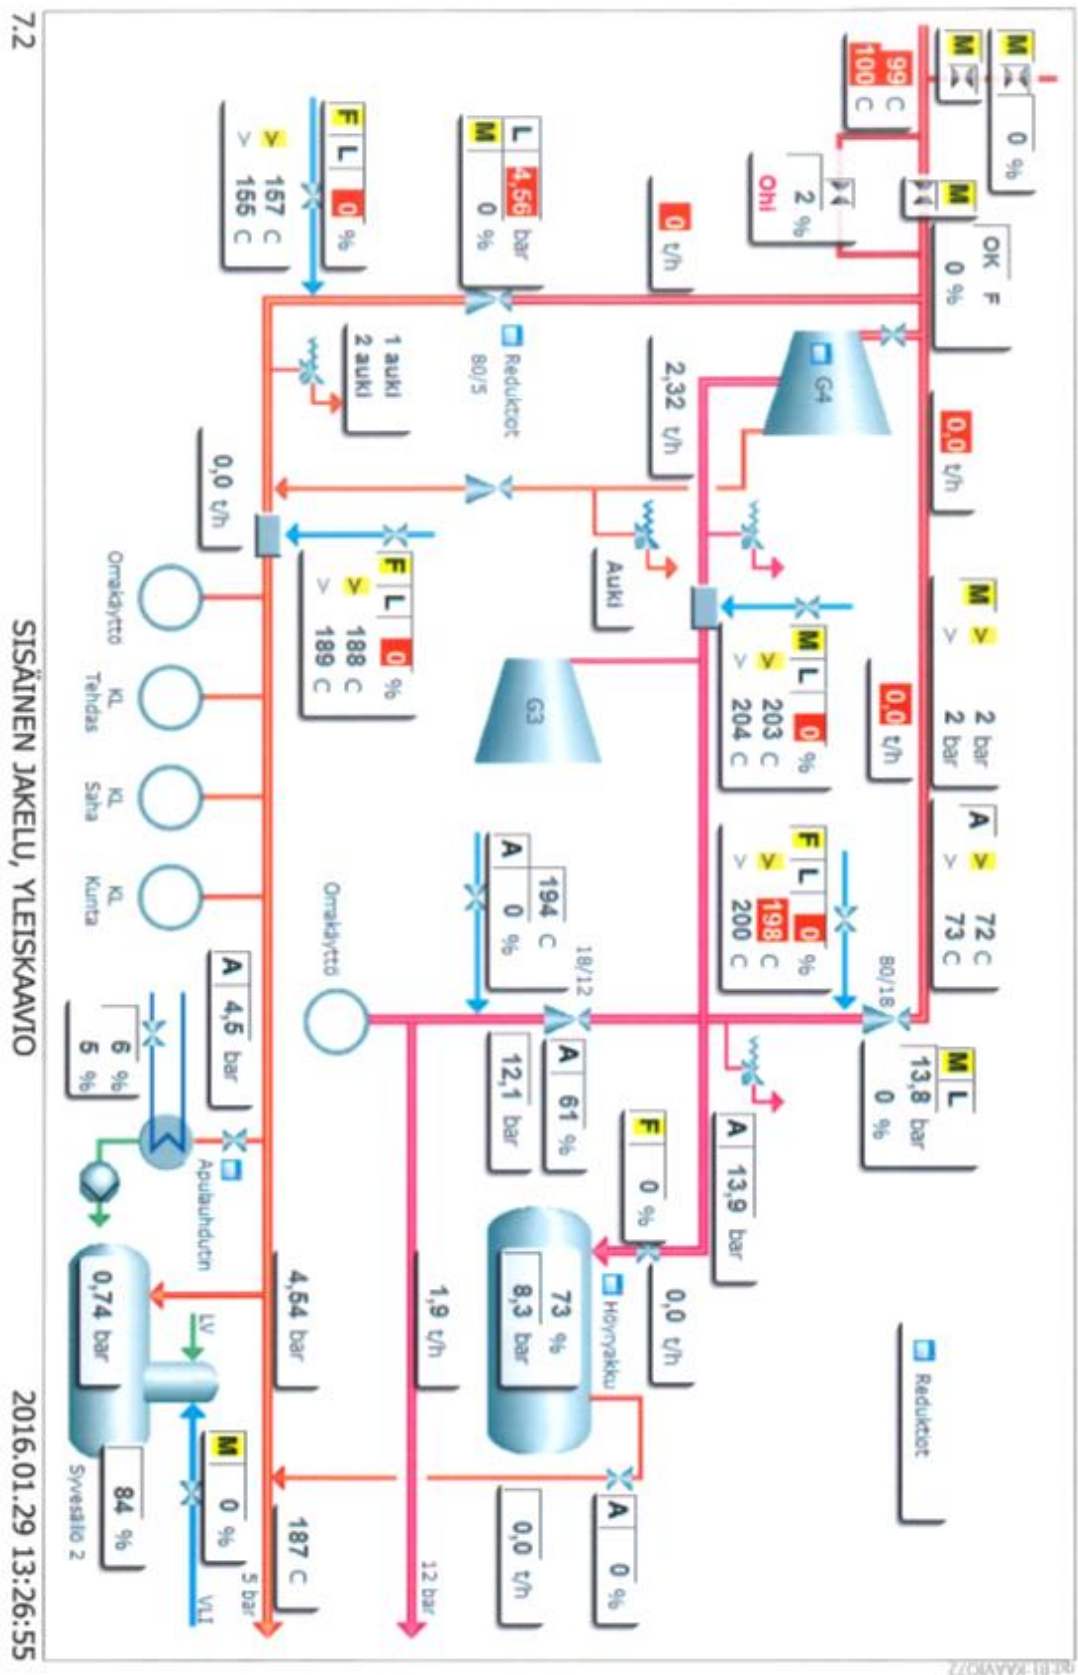 M
0 %
M
99 C
100 C
M
OK F
0 %
2 %
Ohi
0,0 t/h
M > 2 bar
> 2 bar
A > 72 C
> 73 C
0,0 t/h
Reduktiot
0 t/h
G4
M L 0 %
> 203 C
> 204 C
F L 0 %
> 198 C
> 200 C
80/18
M L
13,8 bar
0 %
2,32 t/h
A 13,9 bar
F 0 %
0,0 t/h
L 4,56 bar
M 0 %
Reduktiot
80/5
Auki
G3
194 C
A 0 %
18/12
A 61 %
12,1 bar
Höyryakku
73 %
8,3 bar
A 0 %
0,0 t/h
F L 0 %
> 157 C
> 155 C
1 auki
2 auki
F L 0 %
> 188 C
> 189 C
Omakäyttö
1,9 t/h
12 bar
0,0 t/h
4,54 bar
187 C
5 bar
Omakäyttö
KL
Tehdas
KL
Saha
KL
Kunta
A 4,5 bar
6 %
5 %
Apulauhdutin
LV
0,74 bar
M 0 %
VLI
84 %
Syvesäiliö 2
7.2
SISÄINEN JAKELU, YLEISKAAVIO
2016.01.29 13:26:55